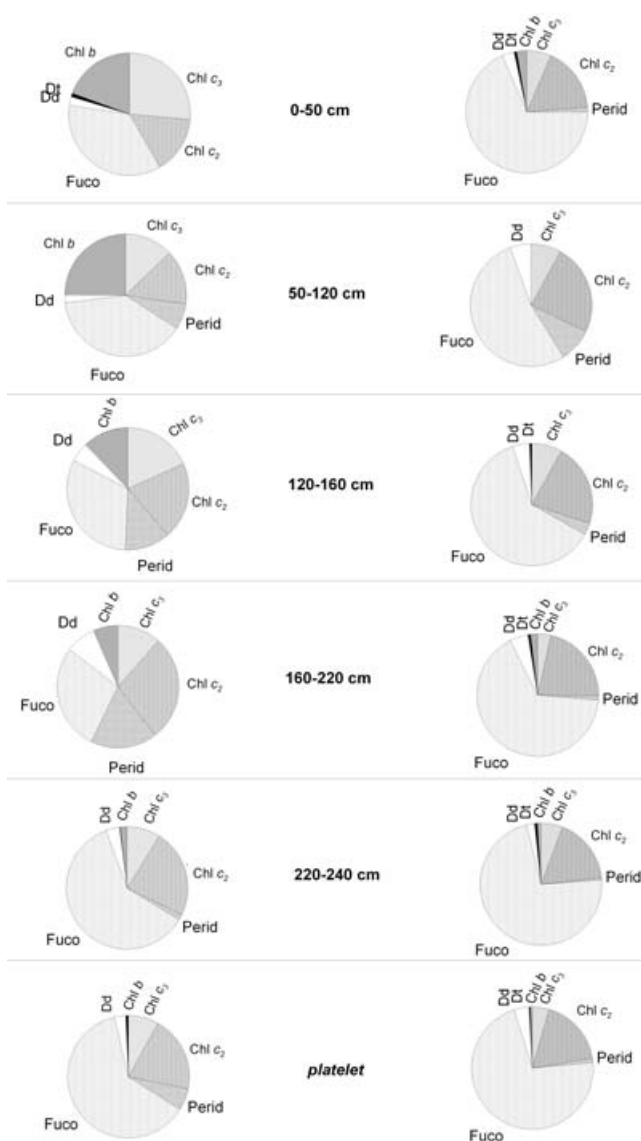 Chl b
Chl c₃
Dt
Dd
Chl c₂
Fuco
0-50 cm
Dd
Dt
Chl b
Chl c₃
Chl c₂
Perid
Fuco
Chl b
Chl c₃
Chl c₂
Dd
Perid
Fuco
50-120 cm
Dd
Chl c₃
Chl c₂
Fuco
Perid
Dd
Chl b
Chl c₃
Chl c₂
Fuco
Perid
120-160 cm
Dd
Dt
Chl c₃
Chl c₂
Perid
Fuco
Dd
Chl b
Chl c₃
Chl c₂
Fuco
Perid
160-220 cm
Dd
Dt
Chl b
Chl c₃
Chl c₂
Perid
Fuco
Dd
Chl b
Chl c₃
Chl c₂
Perid
Fuco
220-240 cm
Dd
Dt
Chl b
Chl c₃
Chl c₂
Perid
Fuco
Dd
Chl b
Chl c₃
Chl c₂
Perid
Fuco
platelet
Dd
Dt
Chl b
Chl c₃
Chl c₂
Perid
Fuco